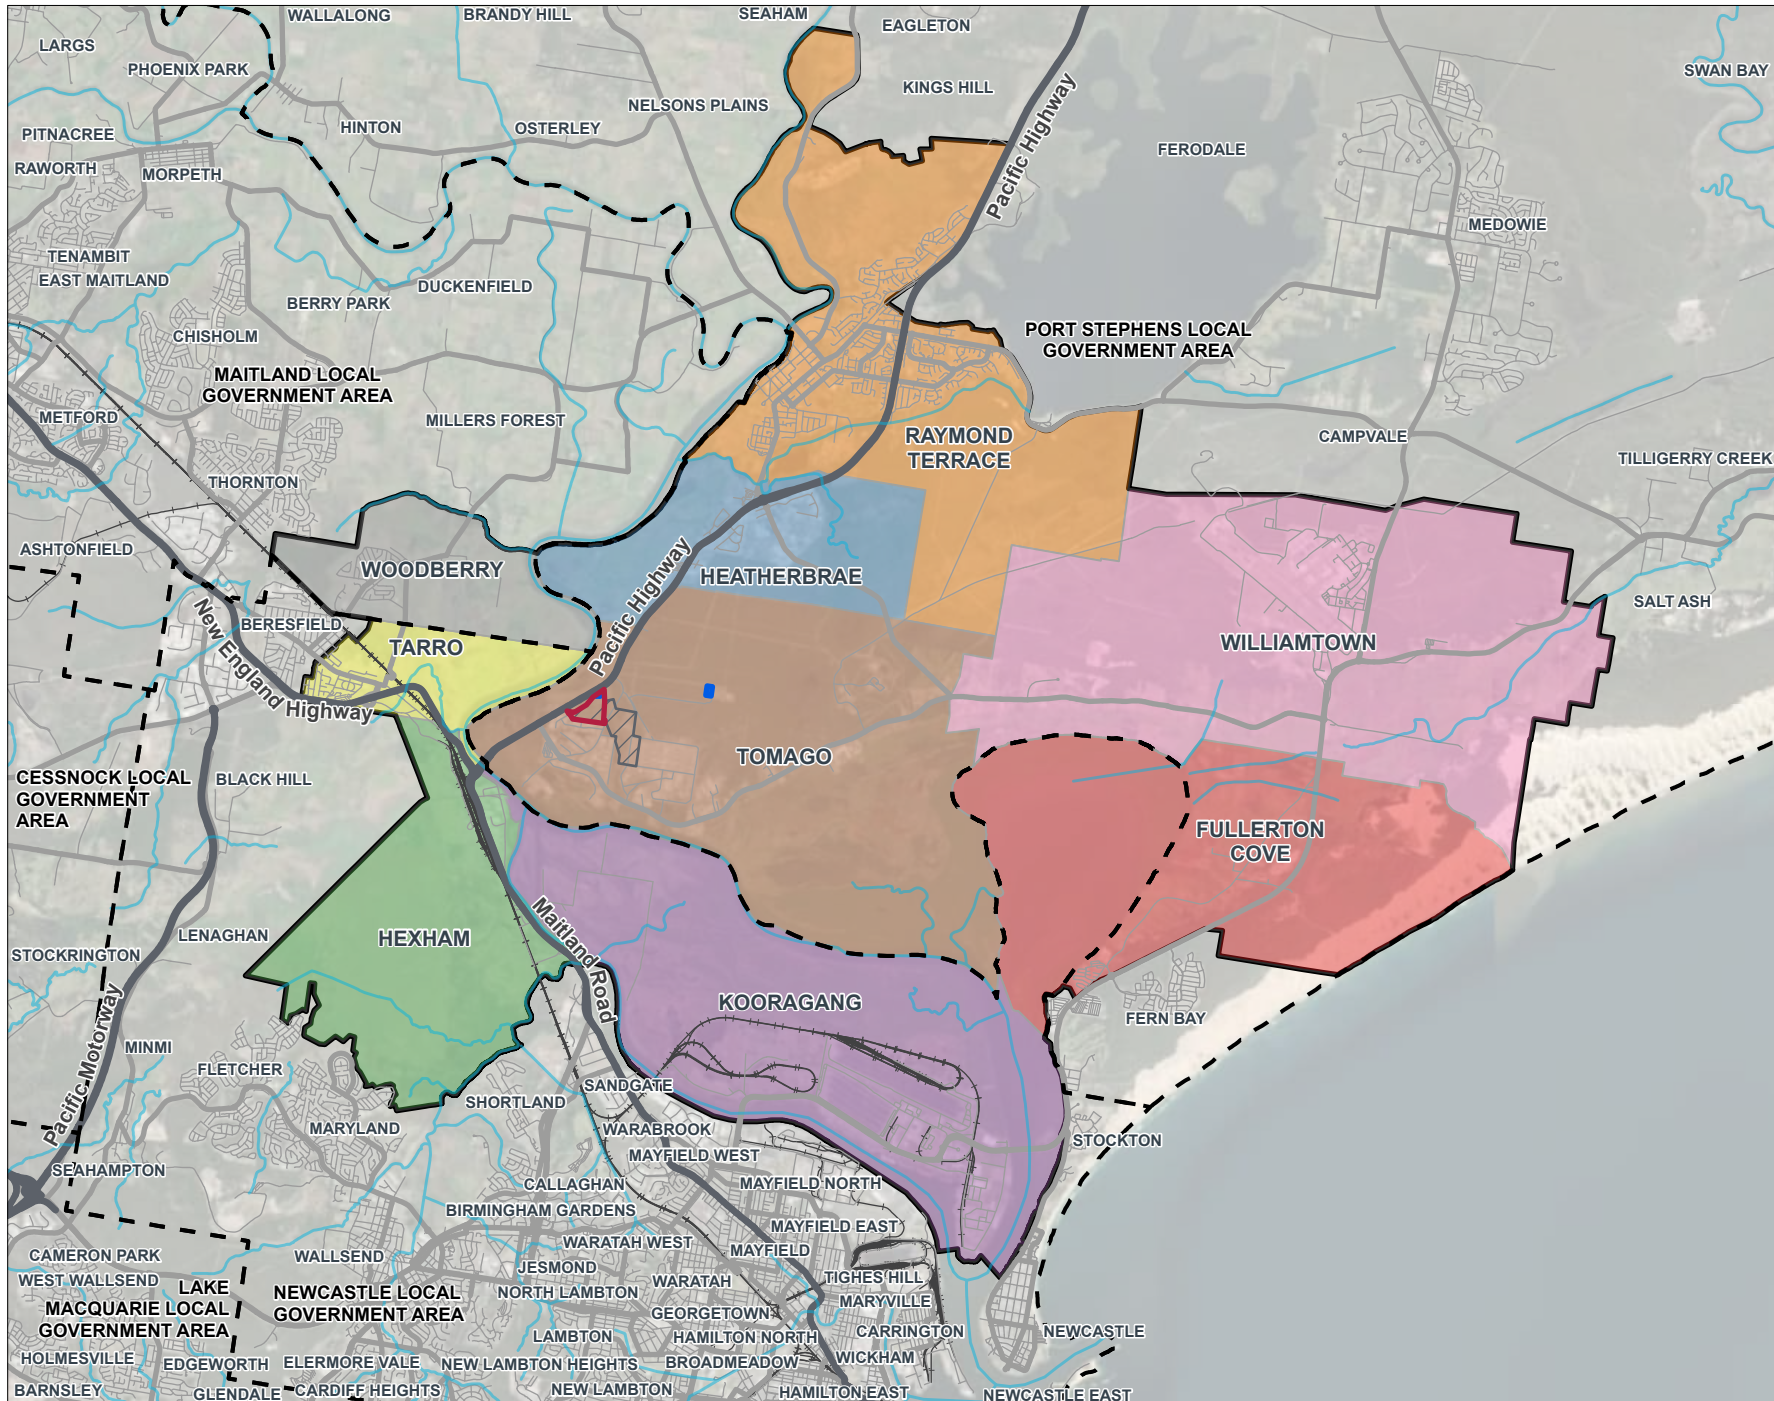 WALLALONG
BRANDY HILL
SEAHAM
EAGLETON
LARGS
PHOENIX PARK
SWAN BAY
KINGS HILL
NELSONS PLAINS
PITNACREE
HINTON
OSTERLEY
FERODALE
RAWORTH
MORPETH
Pacific Highway
MEDOWIE
TENAMBIT
EAST MAITLAND
DUCKENFIELD
BERRY PARK
CHISHOLM
PORT STEPHENS LOCAL
GOVERNMENT AREA
MAITLAND LOCAL
GOVERNMENT AREA
METFORD
MILLERS FOREST
RAYMOND
TERRACE
CAMPVALE
TILLIGERRY CREEK
THORNTON
ASHTONFIELD
WOODBERRY
HEATHERBRAE
Pacific Highway
SALT ASH
BERESFIELD
TARRO
WILLIAMTOWN
New England Highway
TOMAGO
CESSNOCK LOCAL
GOVERNMENT
AREA
BLACK HILL
FULLERTON
COVE
LENAGHAN
HEXHAM
Maitland Road
STOCKRINGTON
KOORAGANG
FERN BAY
Pacific Motorway
MINMI
FLETCHER
SANDGATE
SHORTLAND
MARYLAND
WARABROOK
STOCKTON
MAYFIELD WEST
SEAHAMPTON
CALLAGHAN
MAYFIELD NORTH
BIRMINGHAM GARDENS
MAYFIELD EAST
WARATAH WEST
MAYFIELD
CAMERON PARK
WALLSEND
JESMOND
WEST WALLSEND
WARATAH
TIGHES HILL
LAKE
MACQUARIE LOCAL
GOVERNMENT AREA
NEWCASTLE LOCAL
GOVERNMENT AREA
NORTH LAMBTON
MARYVILLE
GEORGETOWN
LAMBTON
HAMILTON NORTH
CARRINGTON
NEWCASTLE
HOLMESVILLE
EDGEWORTH
ELERMORE VALE
NEW LAMBTON HEIGHTS
BROADMEADOW
WICKHAM
BARNSLEY
GLENDALE
CARDIFF HEIGHTS
NEW LAMBTON
HAMILTON EAST
NEWCASTLE EAST